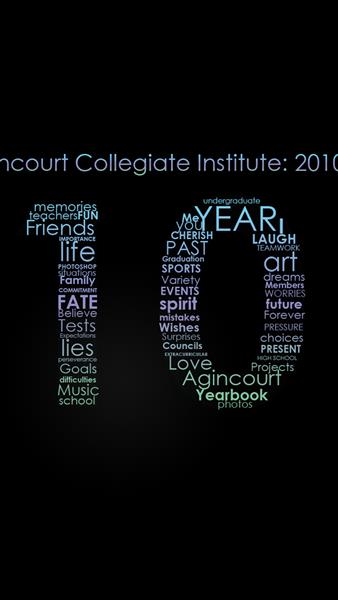 ncourt Collegiate Institute: 2010
memories
teachers FUN
Friends
IMPORTANCE
life
PHOTOSHOP
situations
Family
COMMITMENT
FATE
Believe
Tests
Expectations
lies
perseverance
Goals
difficulties
Music
school
undergraduate
Me YEAR
you I
CHERISH LAUGH
PAST TEAMWORK
Graduation art
SPORTS dreams
Variety Members
EVENTS WORRIES
spirit future
mistakes Forever
Wishes PRESSURE
Surprises choices
Councils PRESENT
EXTRACURRICULAR HIGH SCHOOL
Love Projects
Agincourt
Yearbook
photos